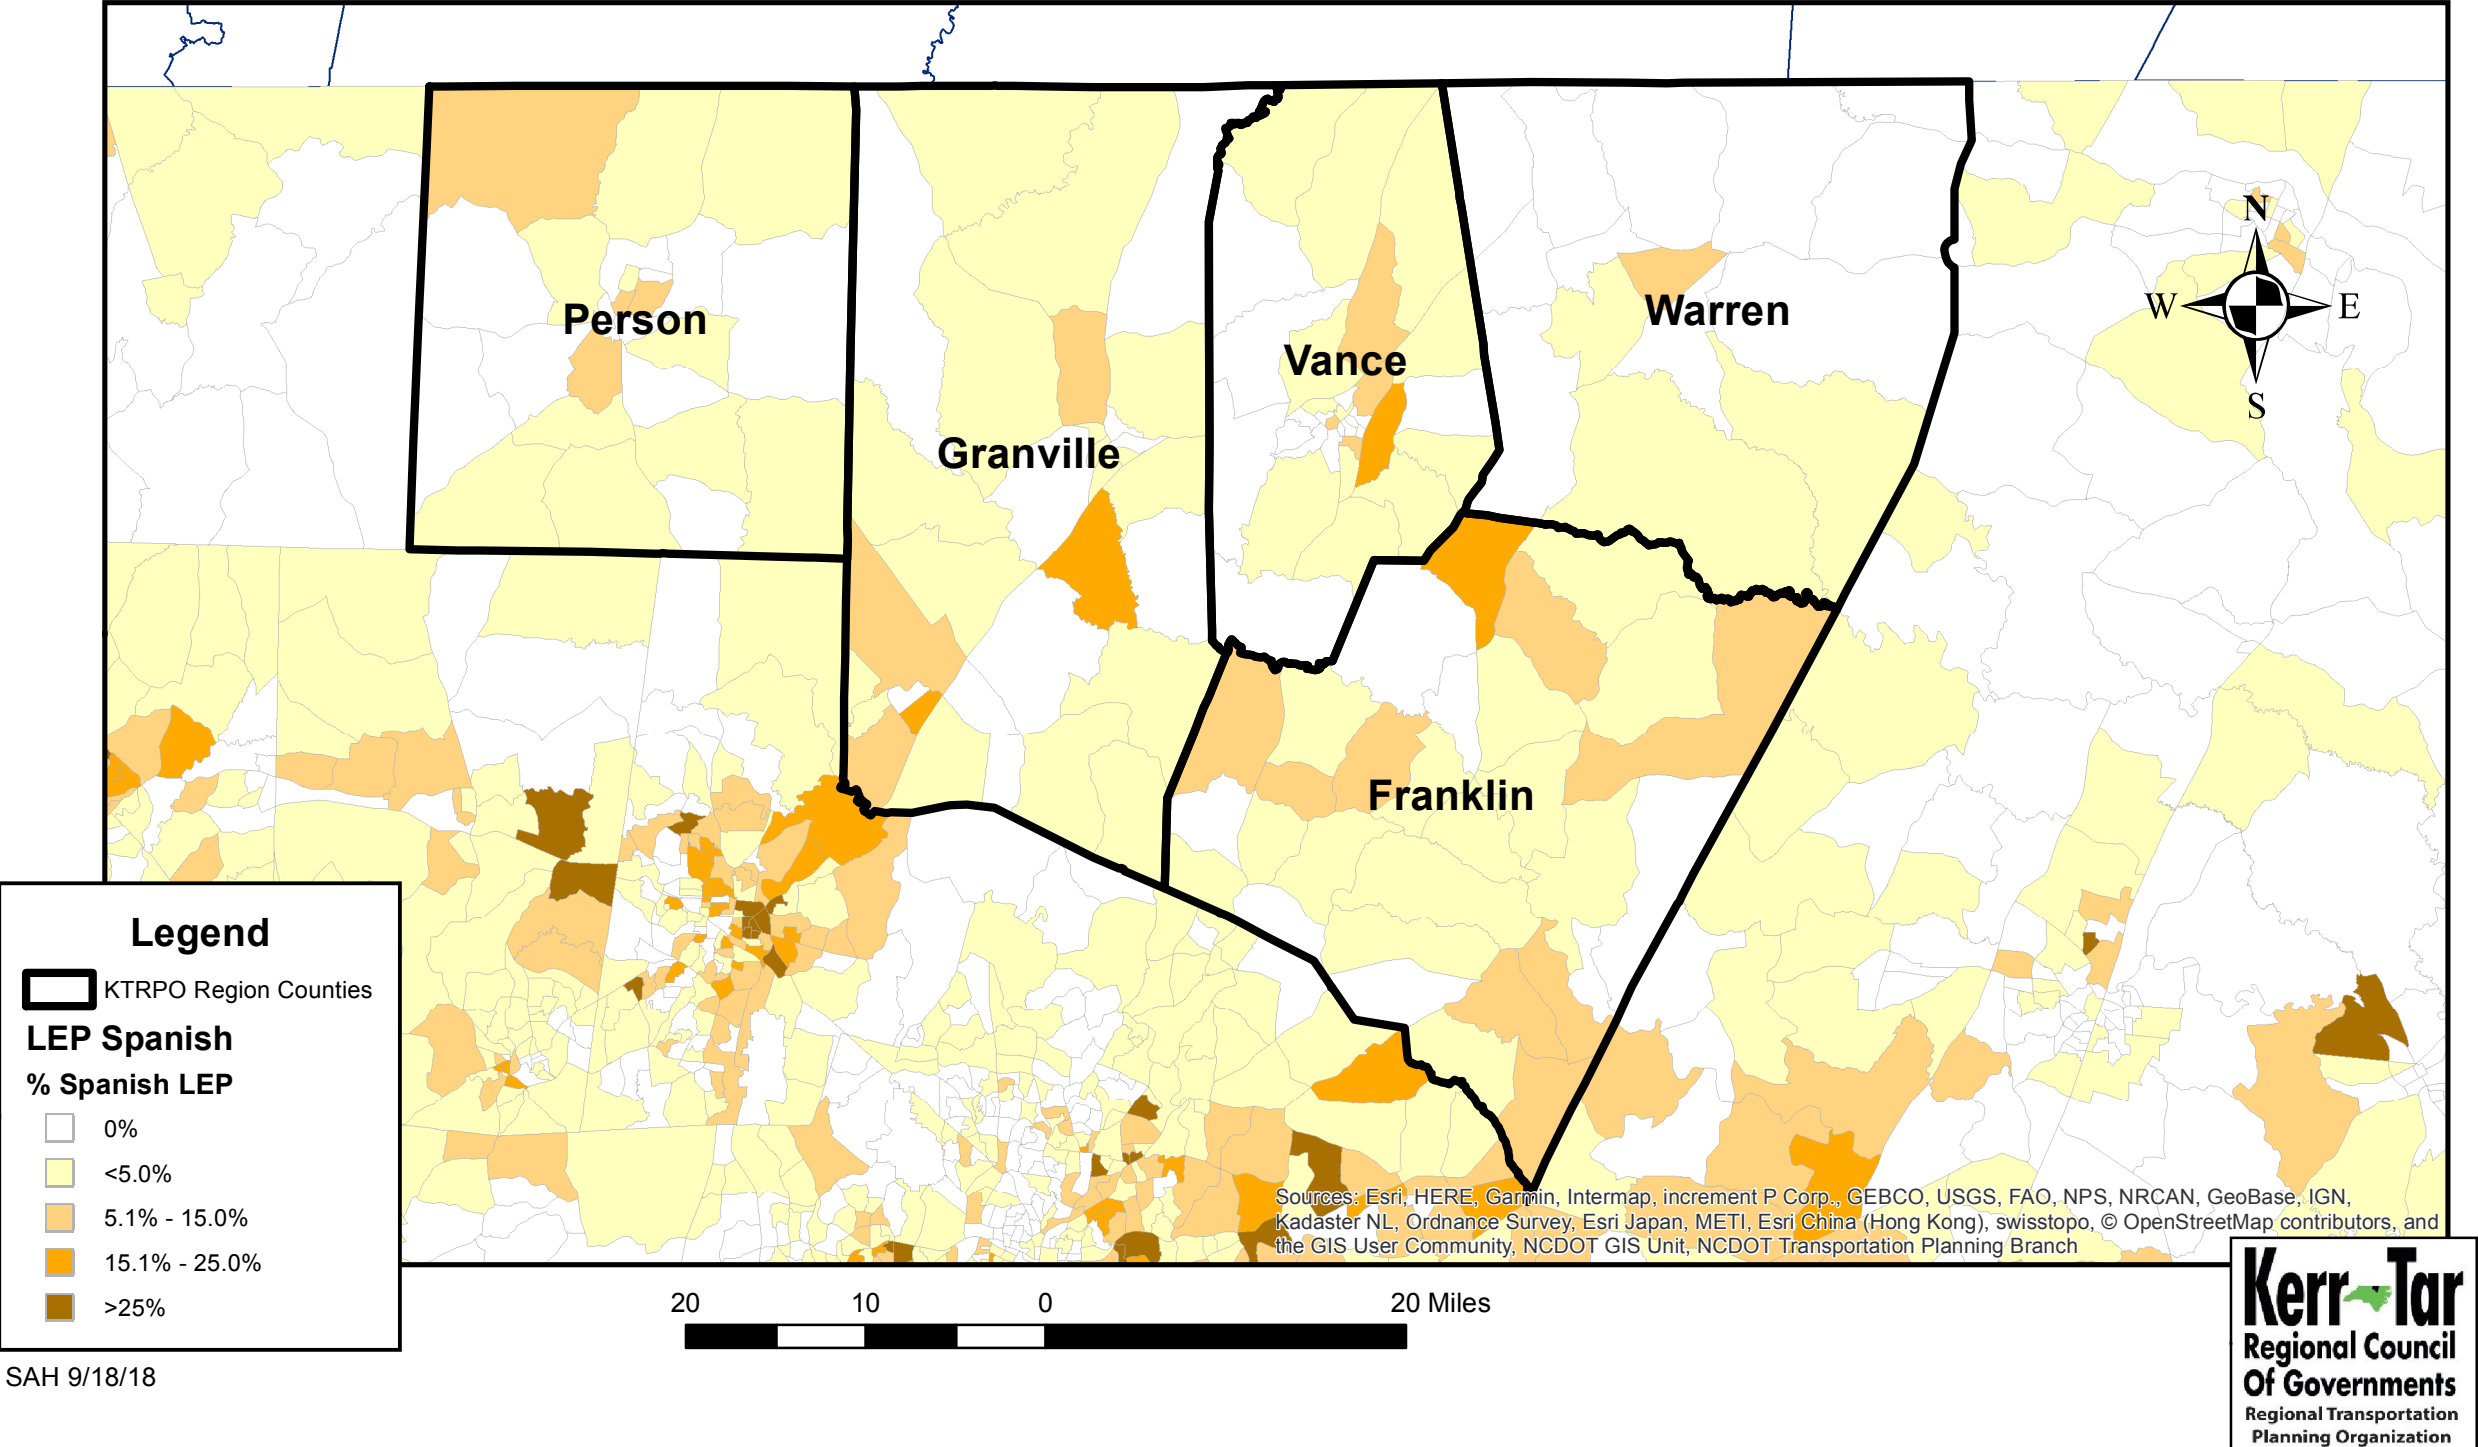 N
W E
S
Person
Granville
Vance
Warren
Franklin
Legend
KTRPO Region Counties
LEP Spanish
% Spanish LEP
0%
<5.0%
5.1% - 15.0%
15.1% - 25.0%
>25%
Sources: Esri, HERE, Garmin, Intermap, increment P Corp., GEBCO, USGS, FAO, NPS, NRCAN, GeoBase, IGN,
Kadaster NL, Ordnance Survey, Esri Japan, METI, Esri China (Hong Kong), swisstopo, © OpenStreetMap contributors, and
the GIS User Community, NCDOT GIS Unit, NCDOT Transportation Planning Branch
20 10 0 20 Miles
SAH 9/18/18
Kerr Tar
Regional Council
Of Governments
Regional Transportation
Planning Organization